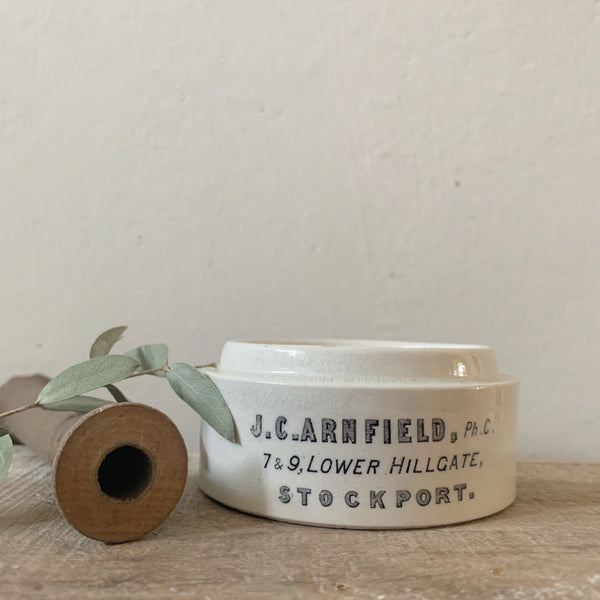 J.C.ARNFIELD, Ph.C.
7 & 9, LOWER HILLGATE,
STOCKPORT.